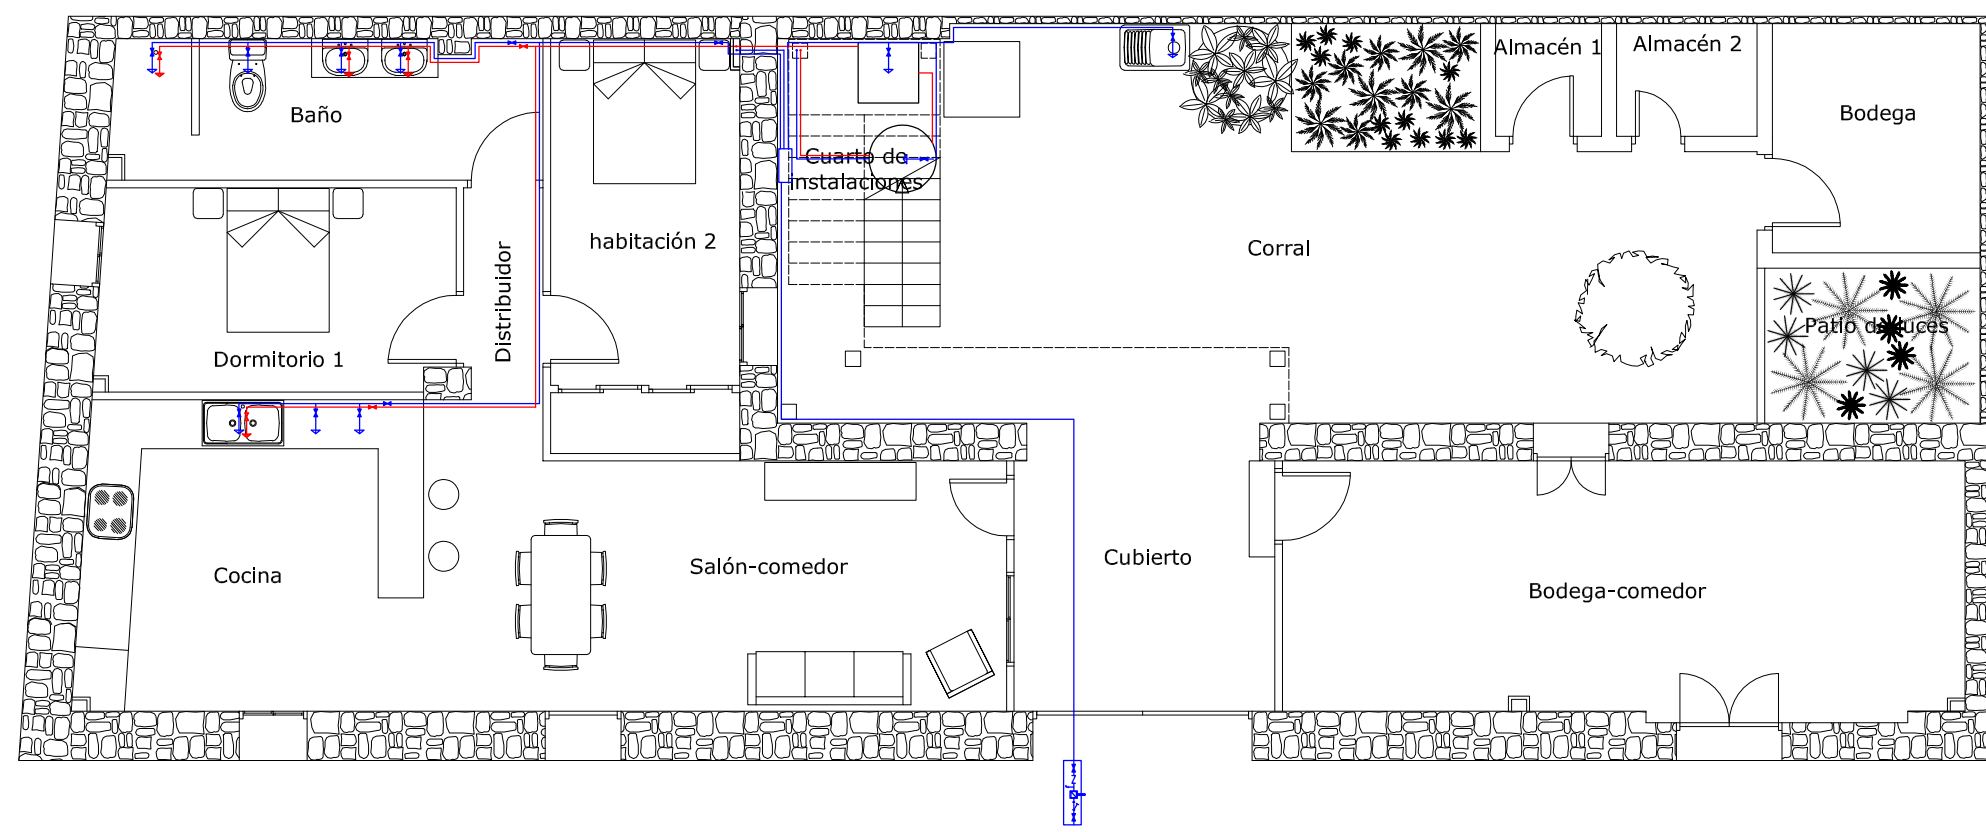 Almacén 1
Almacén 2
Baño
Bodega
Cuarto de
instalaciones
habitación 2
Corral
Distribuidor
Dormitorio 1
Patio de luces
Cocina
Salón-comedor
Cubierto
Bodega-comedor